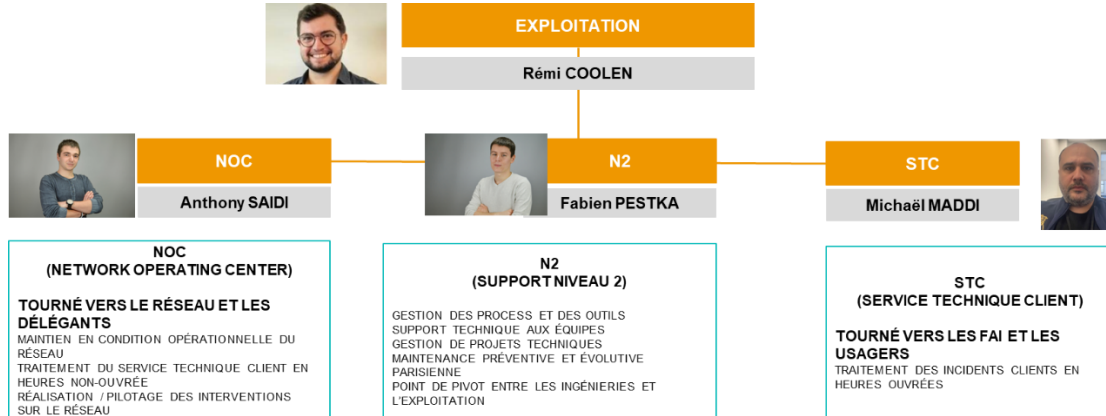 EXPLOITATION
Rémi COOLEN
NOC
Anthony SAIDI
N2
Fabien PESTKA
STC
Michaël MADDI
NOC
(NETWORK OPERATING CENTER)
TOURNÉ VERS LE RÉSEAU ET LES
DÉLÉGANTS
MAINTIEN EN CONDITION OPÉRATIONNELLE DU
RÉSEAU
TRAITEMENT DU SERVICE TECHNIQUE CLIENT EN
HEURES NON-OUVRÉE
RÉALISATION / PILOTAGE DES INTERVENTIONS
SUR LE RÉSEAU
N2
(SUPPORT NIVEAU 2)
GESTION DES PROCESS ET DES OUTILS
SUPPORT TECHNIQUE AUX ÉQUIPES
GESTION DE PROJETS TECHNIQUES
MAINTENANCE PRÉVENTIVE ET ÉVOLUTIVE
PARISIENNE
POINT DE PIVOT ENTRE LES INGÉNIERIES ET
L'EXPLOITATION
STC
(SERVICE TECHNIQUE CLIENT)
TOURNÉ VERS LES FAI ET LES
USAGERS
TRAITEMENT DES INCIDENTS CLIENTS EN
HEURES OUVRÉES